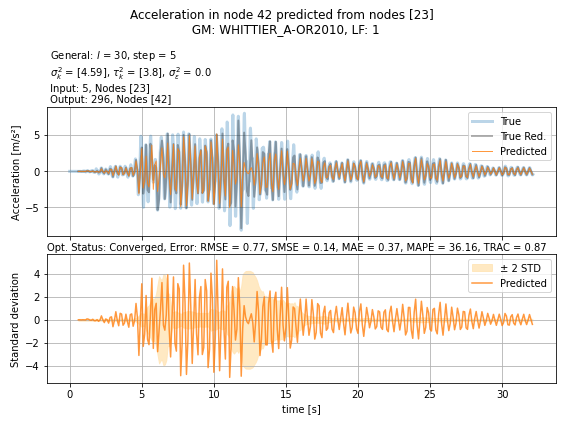 Acceleration in node 42 predicted from nodes [23]
GM: WHITTIER_A-OR2010, LF: 1
General: l = 30, step = 5
σ²ₖ = [4.59], τ²ₖ = [3.8], σ²ε = 0.0
Input: 5, Nodes [23]
Output: 296, Nodes [42]
Acceleration [m/s²]
5
0
−5
True
True Red.
Predicted
Opt. Status: Converged, Error: RMSE = 0.77, SMSE = 0.14, MAE = 0.37, MAPE = 36.16, TRAC = 0.87
Standard deviation
4
2
0
−2
−4
± 2 STD
Predicted
0 5 10 15 20 25 30
time [s]